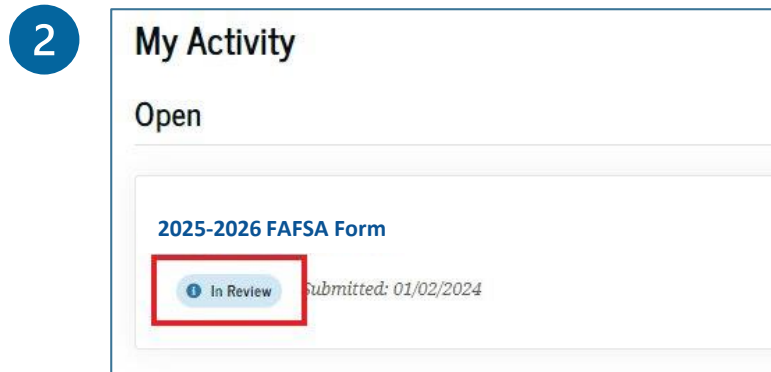 2
My Activity
Open
2025-2026 FAFSA Form
In Review Submitted: 01/02/2024